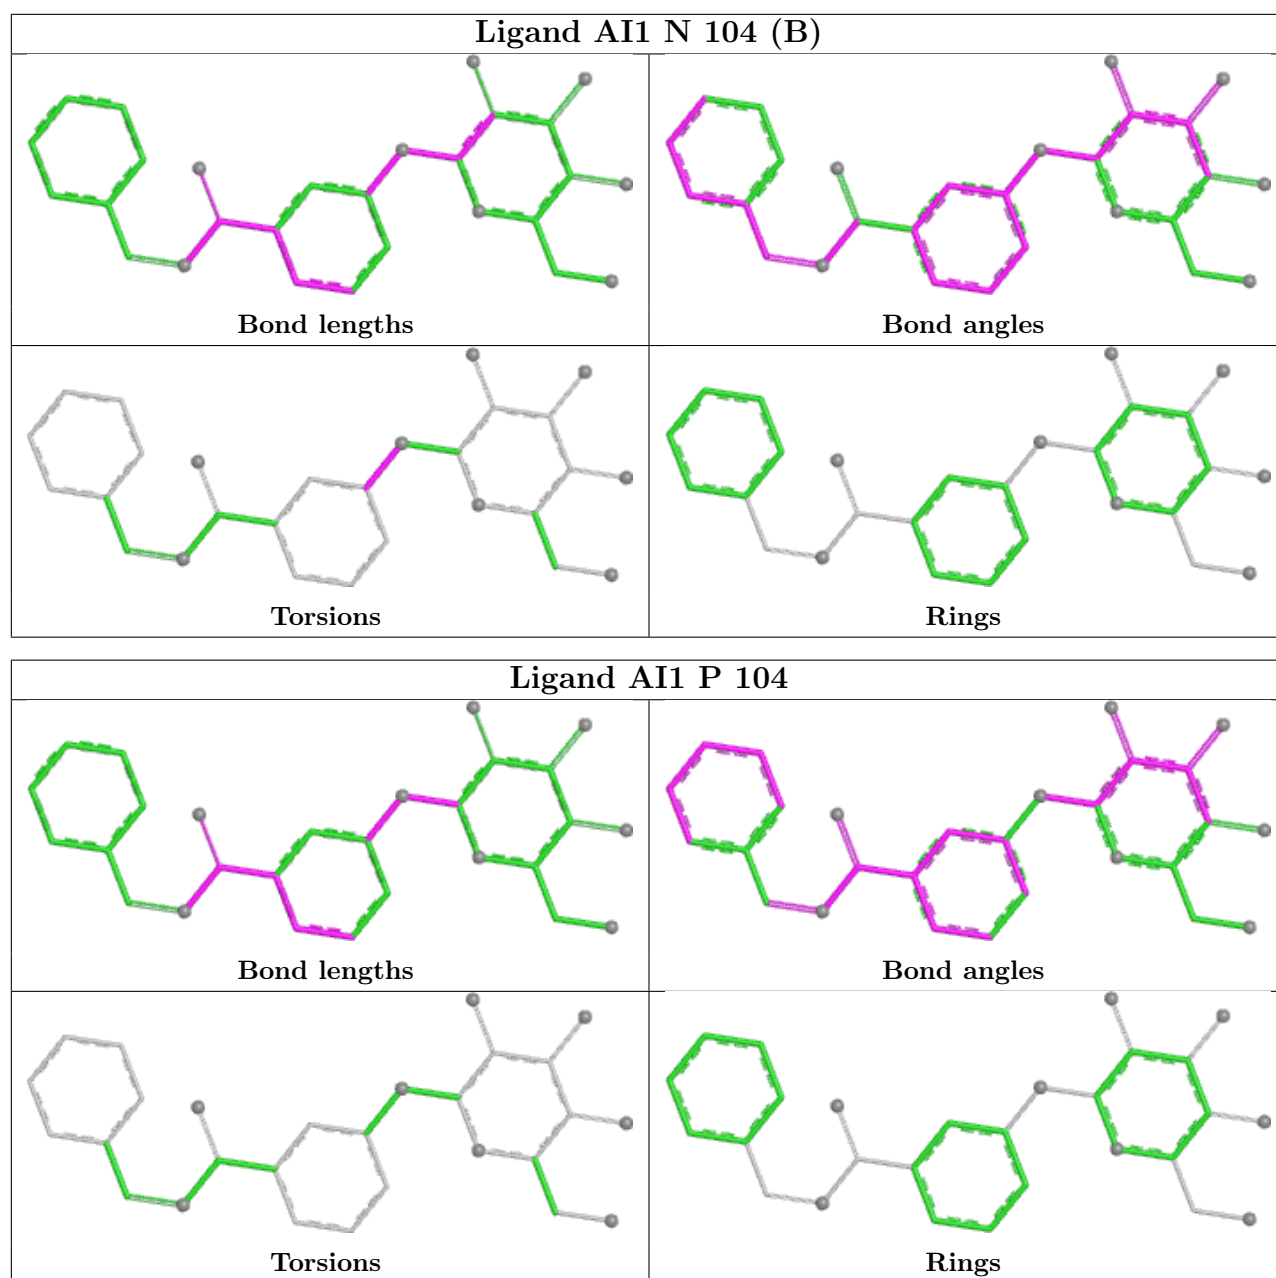 Ligand AI1 N 104 (B)
Bond lengths
Bond angles
Torsions
Rings
Ligand AI1 P 104
Bond lengths
Bond angles
Torsions
Rings